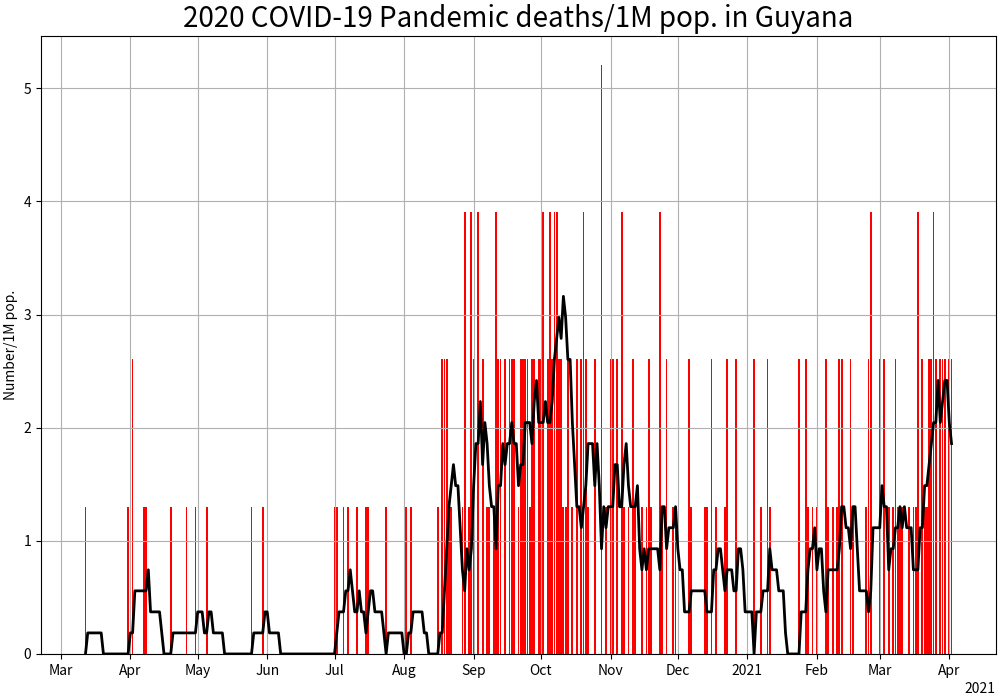 2020 COVID-19 Pandemic deaths/1M pop. in Guyana
Number/1M pop.
5
4
3
2
1
0
Mar Apr May Jun Jul Aug Sep Oct Nov Dec 2021 Feb Mar Apr
2021